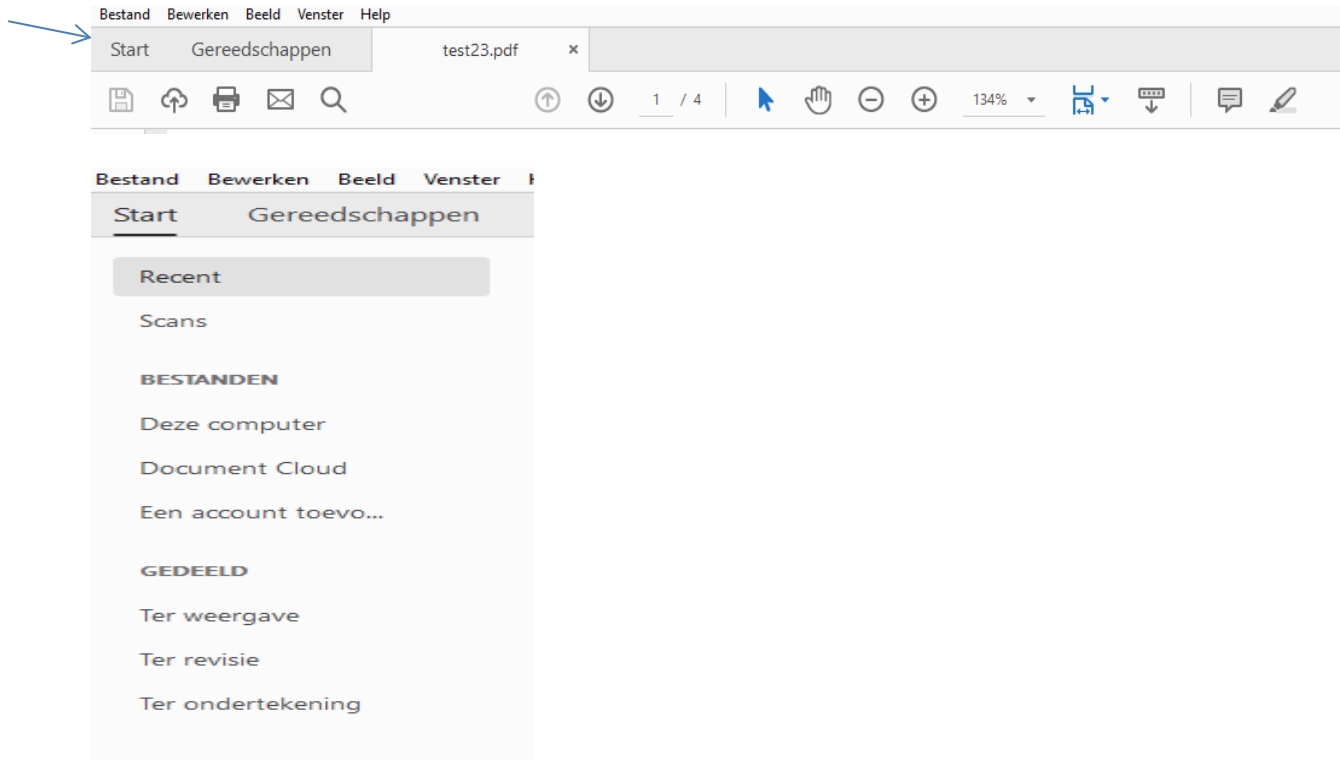 Bestand Bewerken Beeld Venster Help
Start Gereedschappen test23.pdf ×
1 / 4 134%
Bestand Bewerken Beeld Venster
Start Gereedschappen
Recent
Scans
BESTANDEN
Deze computer
Document Cloud
Een account toevo...
GEDEELD
Ter weergave
Ter revisie
Ter ondertekening